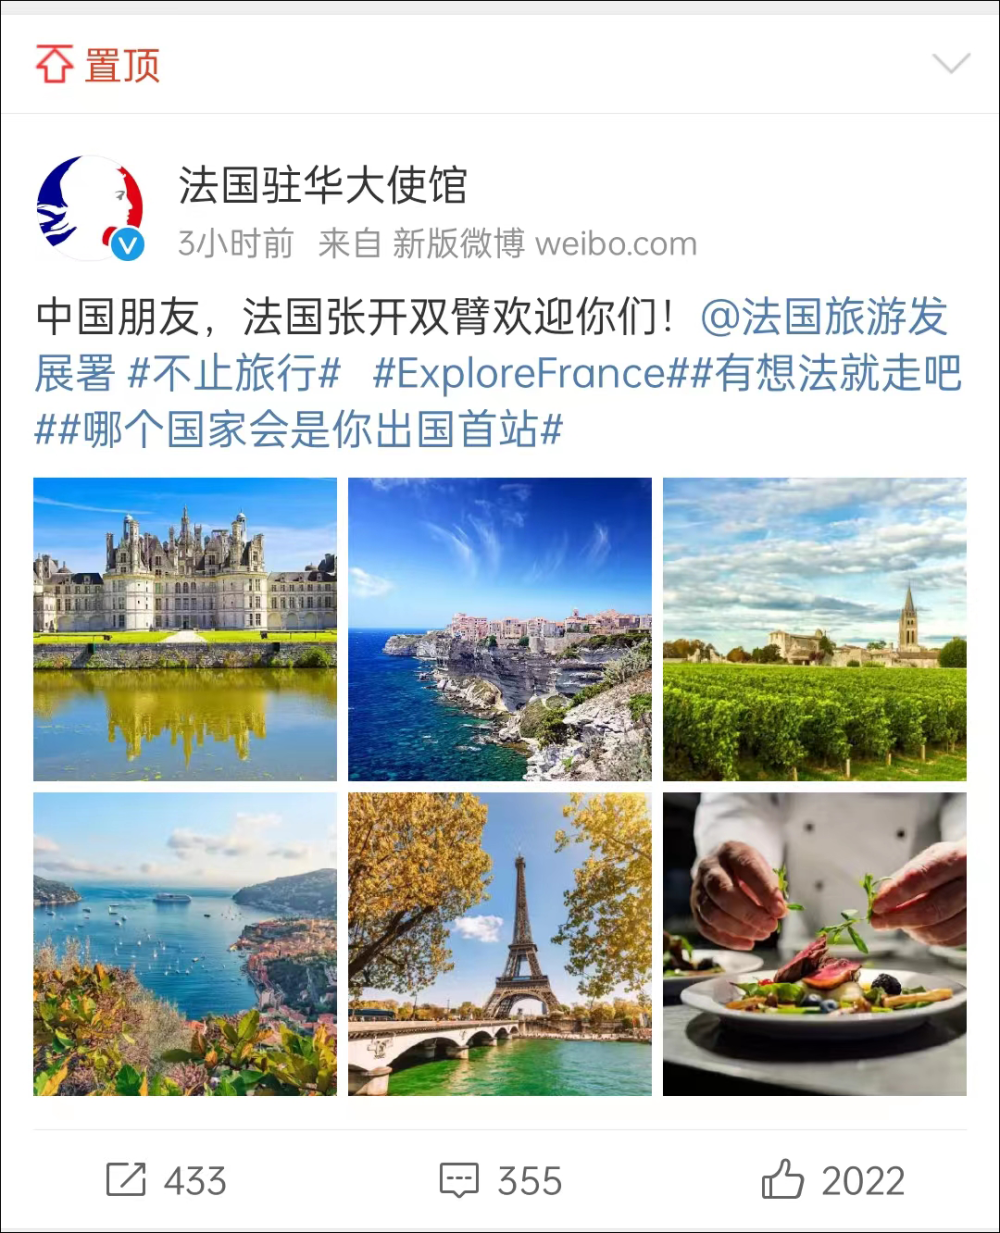 置顶
法国驻华大使馆
3小时前 来自 新版微博 weibo.com
中国朋友，法国张开双臂欢迎你们！@法国旅游发
展署 #不止旅行# #ExploreFrance##有想法就走吧
##哪个国家会是你出国首站#
433 355 2022